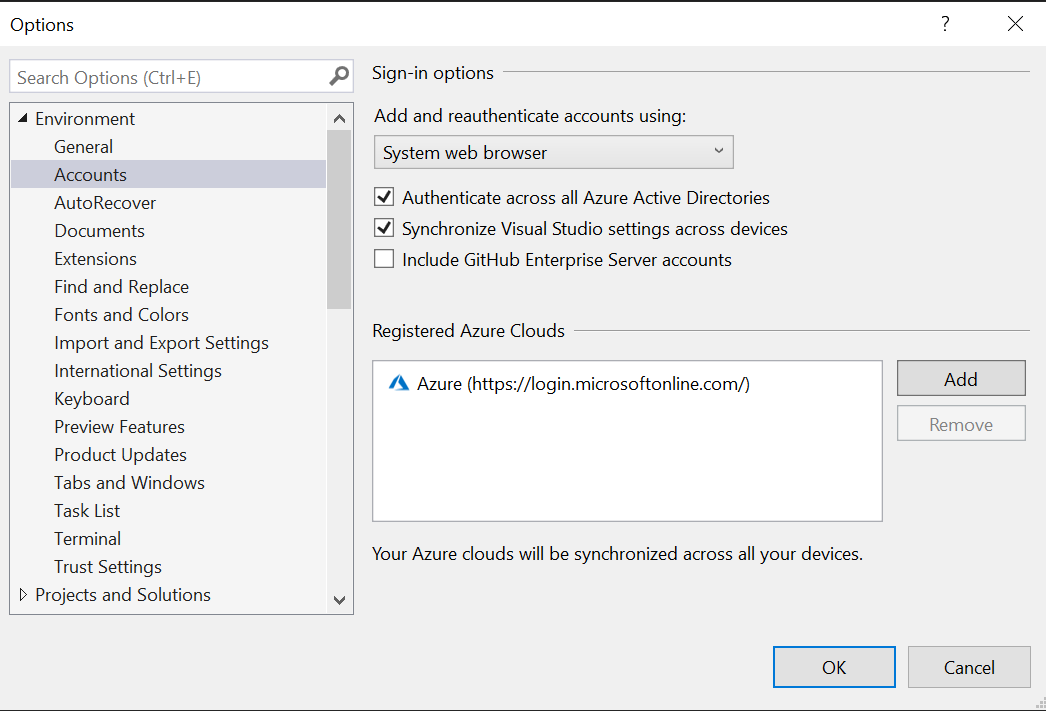 Options
?
Search Options (Ctrl+E)
Environment
General
Accounts
AutoRecover
Documents
Extensions
Find and Replace
Fonts and Colors
Import and Export Settings
International Settings
Keyboard
Preview Features
Product Updates
Tabs and Windows
Task List
Terminal
Trust Settings
Projects and Solutions
Sign-in options
Add and reauthenticate accounts using:
System web browser
Authenticate across all Azure Active Directories
Synchronize Visual Studio settings across devices
Include GitHub Enterprise Server accounts
Registered Azure Clouds
Azure (https://login.microsoftonline.com/)
Add
Remove
Your Azure clouds will be synchronized across all your devices.
OK
Cancel